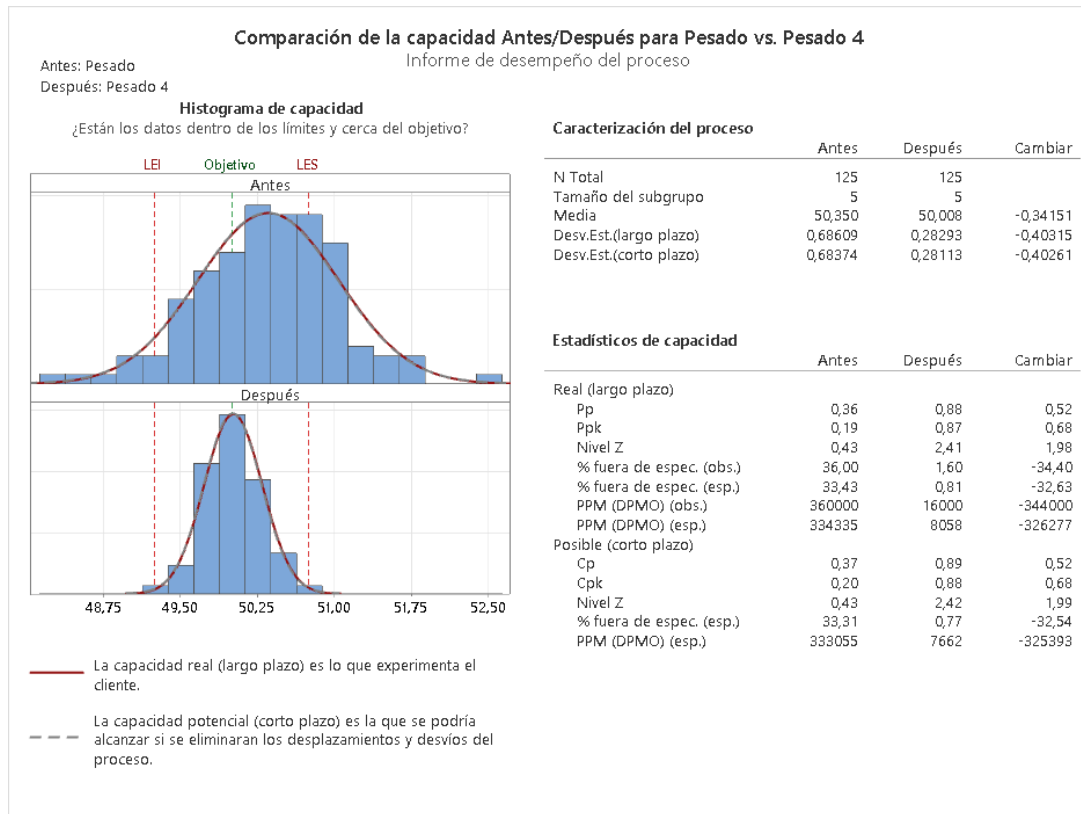 Comparación de la capacidad Antes/Después para Pesado vs. Pesado 4
Informe de desempeño del proceso
Antes: Pesado
Después: Pesado 4
Histograma de capacidad
¿Están los datos dentro de los límites y cerca del objetivo?
LEI Objetivo LES
Antes
Después
48,75 49,50 50,25 51,00 51,75 52,50
La capacidad real (largo plazo) es lo que experimenta el
cliente.
La capacidad potencial (corto plazo) es la que se podría
alcanzar si se eliminaran los desplazamientos y desvíos del
proceso.
Caracterización del proceso
Antes Después Cambiar
N Total 125 125
Tamaño del subgrupo 5 5
Media 50,350 50,008 -0,34151
Desv.Est.(largo plazo) 0,68609 0,28293 -0,40315
Desv.Est.(corto plazo) 0,68374 0,28113 -0,40261
Estadísticos de capacidad
Antes Después Cambiar
Real (largo plazo)
Pp 0,36 0,88 0,52
Ppk 0,19 0,87 0,68
Nivel Z 0,43 2,41 1,98
% fuera de espec. (obs.) 36,00 1,60 -34,40
% fuera de espec. (esp.) 33,43 0,81 -32,63
PPM (DPMO) (obs.) 360000 16000 -344000
PPM (DPMO) (esp.) 334335 8058 -326277
Posible (corto plazo)
Cp 0,37 0,89 0,52
Cpk 0,20 0,88 0,68
Nivel Z 0,43 2,42 1,99
% fuera de espec. (esp.) 33,31 0,77 -32,54
PPM (DPMO) (esp.) 333055 7662 -325393